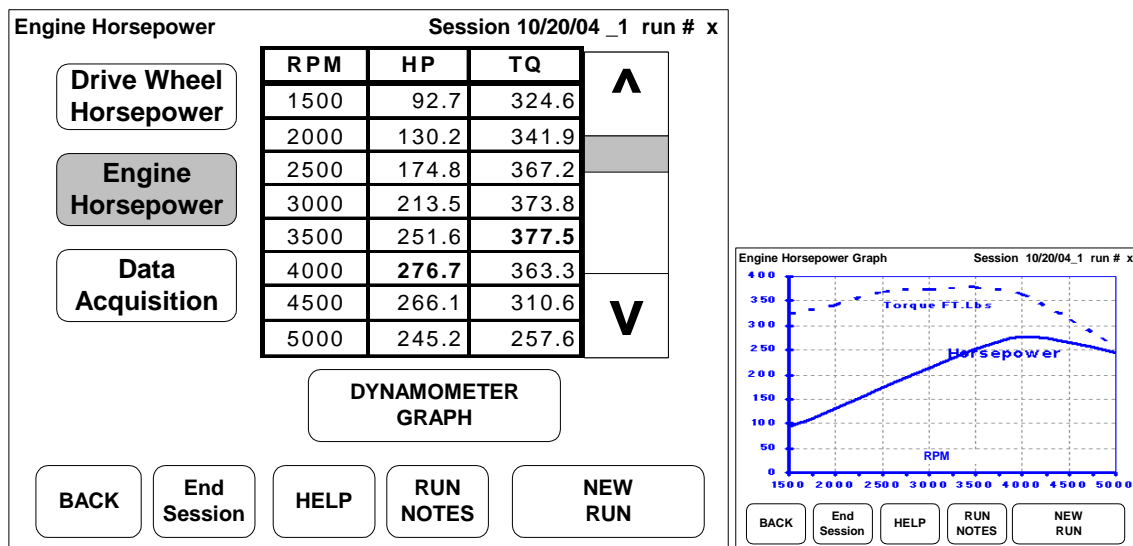 Engine Horsepower Session 10/20/04 _1 run # x
Drive Wheel
Horsepower
Engine
Horsepower
Data
Acquisition
RPM HP TQ
1500 92.7 324.6
2000 130.2 341.9
2500 174.8 367.2
3000 213.5 373.8
3500 251.6 377.5
4000 276.7 363.3
4500 266.1 310.6
5000 245.2 257.6
Λ
V
DYNAMOMETER
GRAPH
BACK
End
Session
HELP
RUN
NOTES
NEW
RUN
Engine Horsepower Graph Session 10/20/04_1 run # x
400
350
300
250
200
150
100
50
0
Torque FT.Lbs
Horsepower
RPM
1500 2000 2500 3000 3500 4000 4500 5000
BACK
End
Session
HELP
RUN
NOTES
NEW
RUN